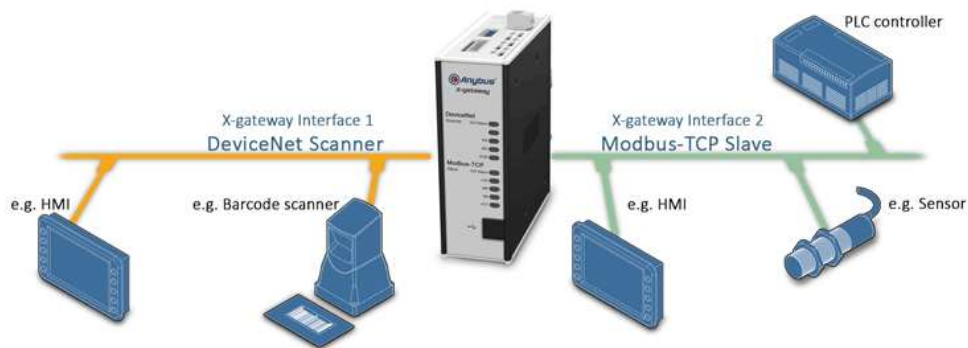 PLC controller
Anybus
X-gateway
X-gateway Interface 1
DeviceNet Scanner
X-gateway Interface 2
Modbus-TCP Slave
DeviceNet
Modbus-TCP
e.g. HMI
e.g. Barcode scanner
e.g. HMI
e.g. Sensor